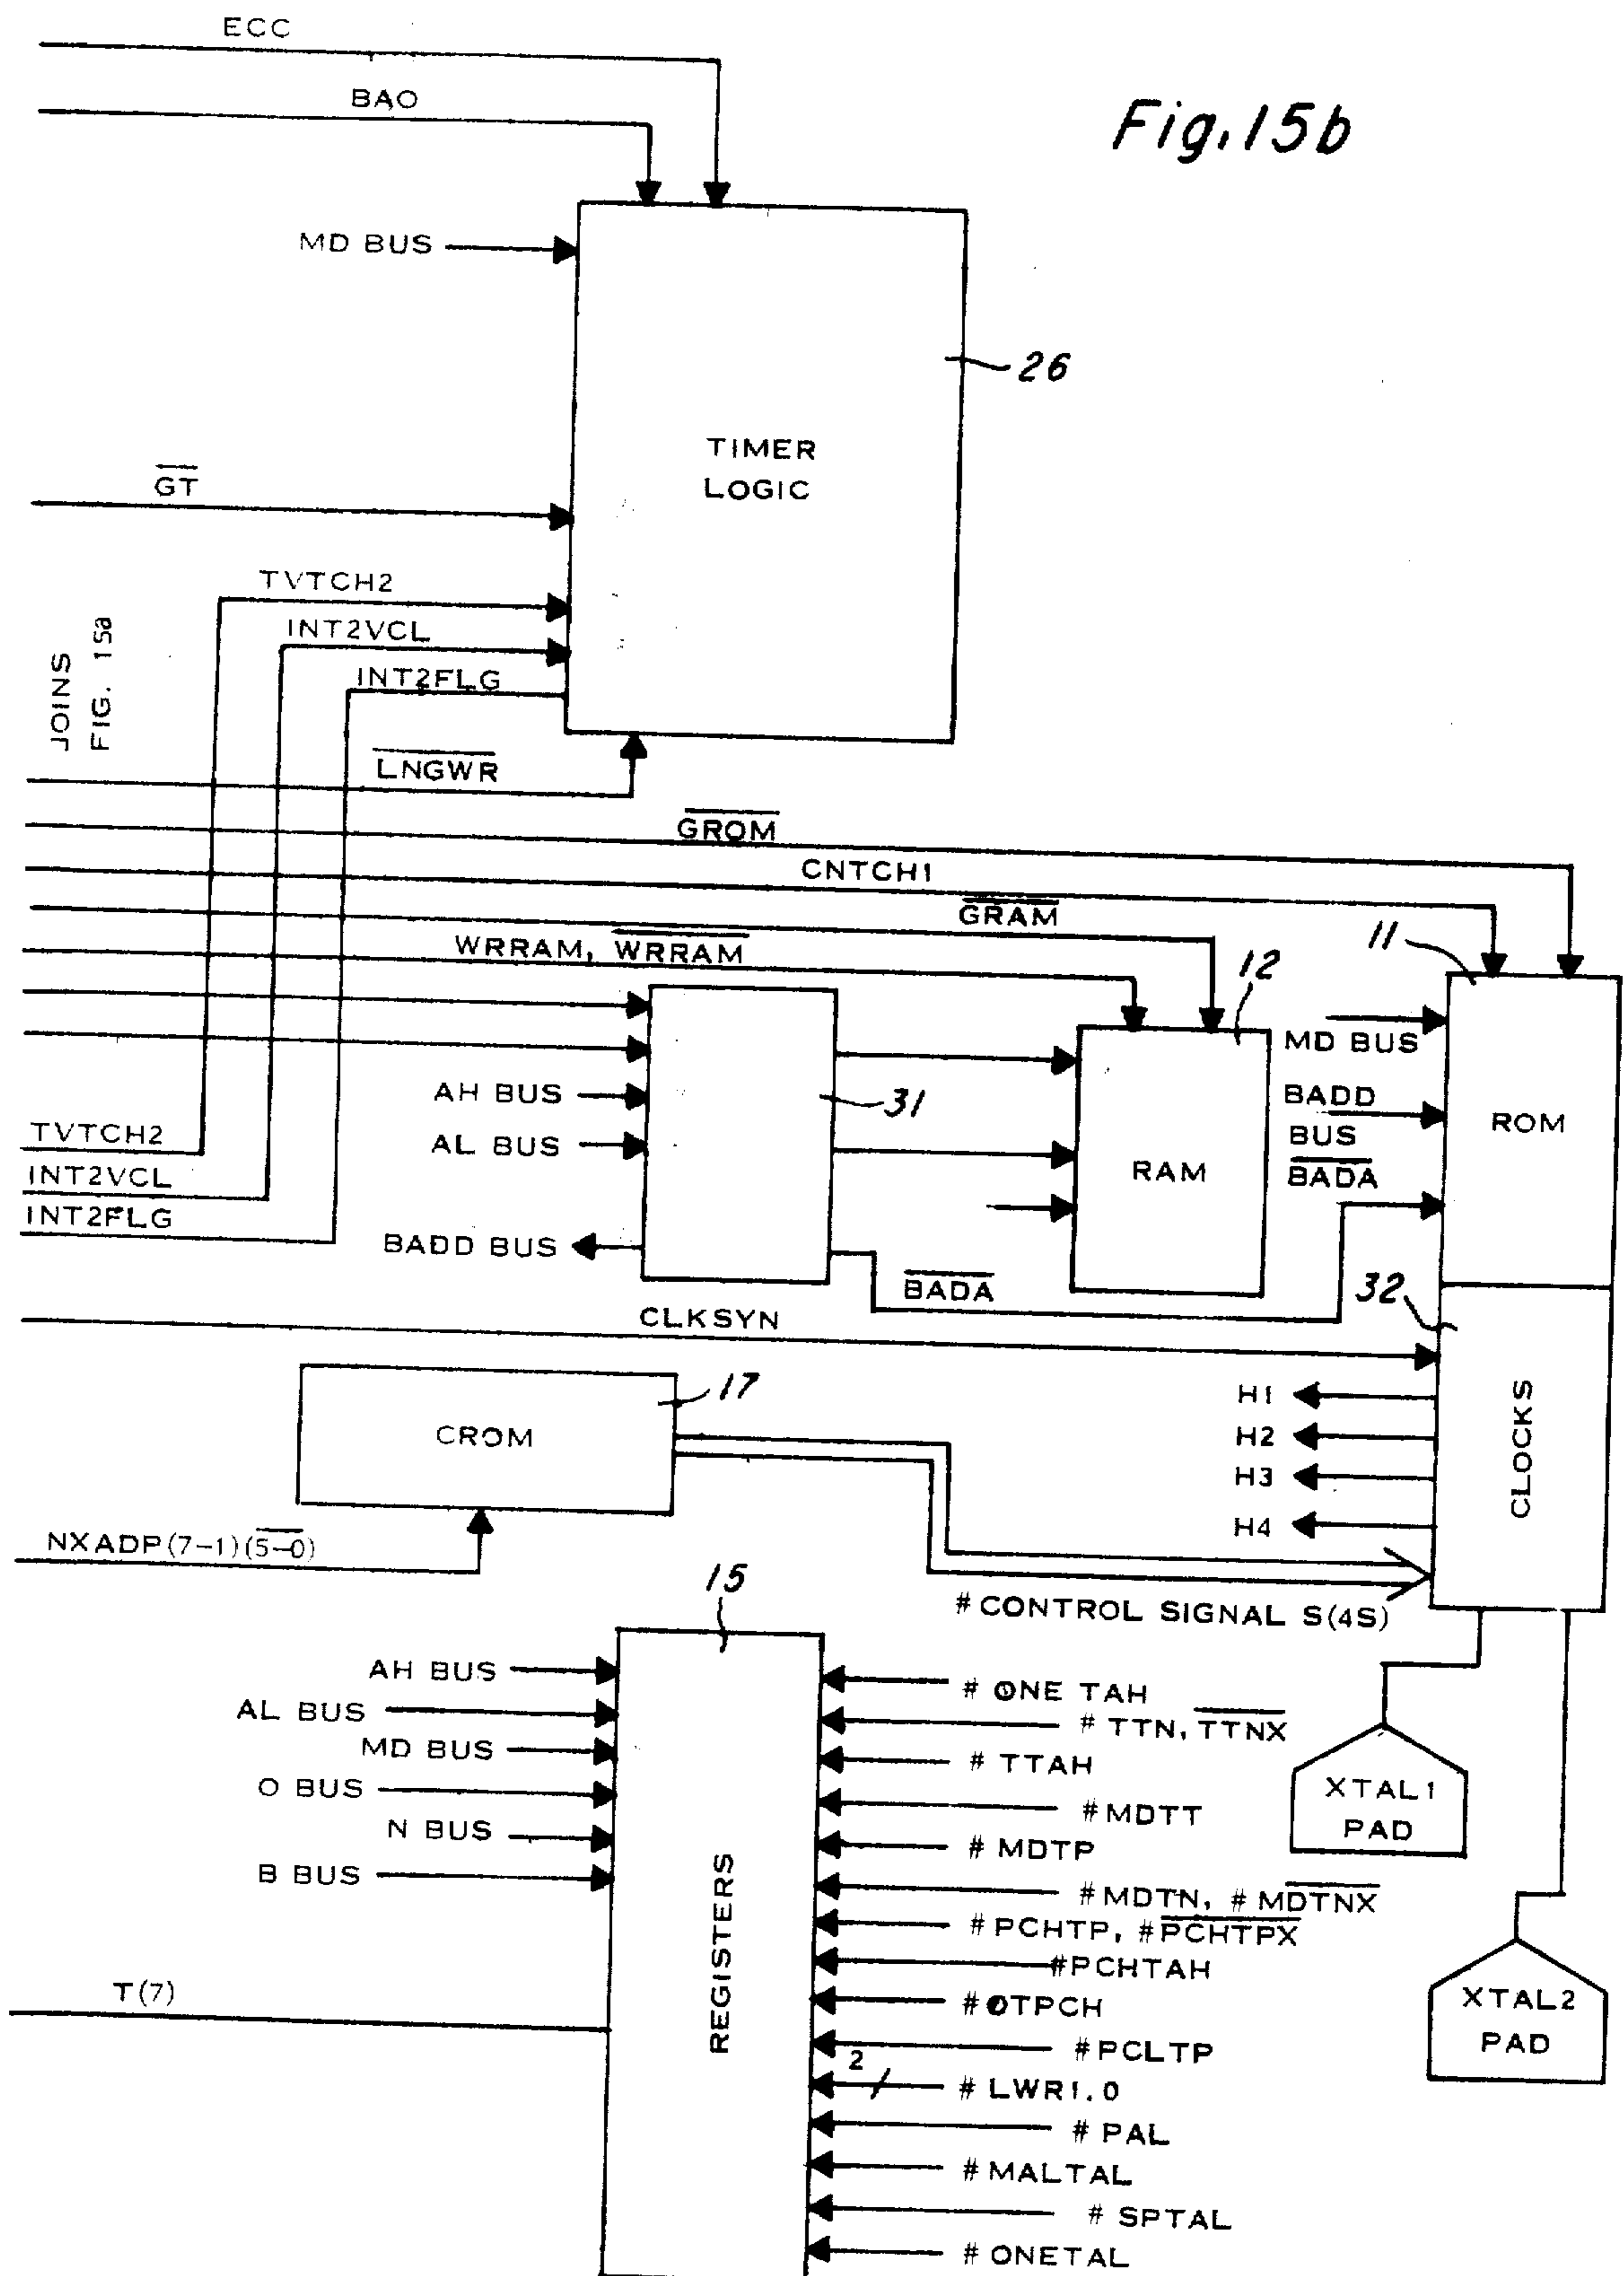 ECC
BAO
Fig. 15b
MD BUS
26
TIMER
LOGIC
GT
TVTCH2
INT2VCL
INT2FLG
JOINS
FIG. 15a
LNGWR
GROM
CNTCH1
GRAM
WRRAM, WRRAM
11
12
MD BUS
AH BUS
31
BADD
AL BUS
BUS
ROM
TVTCH2
RAM
BADA
INT2VCL
INT2FLG
BADD BUS
BADA
32
CLKSYN
17
H1
CROM
H2
CLOCKS
H3
H4
NXADP(7-1)(5-0)
15
# CONTROL SIGNAL S(4S)
AH BUS
# ONE TAH
AL BUS
# TTN, TTNX
MD BUS
# TTAH
O BUS
# MDTT
XTAL1
PAD
N BUS
# MDTP
B BUS
# MDTN, # MDTNX
REGISTERS
# PCHTP, # PCHTPX
#PCHTAH
T(7)
# OTPCH
XTAL2
PAD
# PCLTP
2
# LWR1.0
# PAL
# MALTAL
# SPTAL
# ONETAL